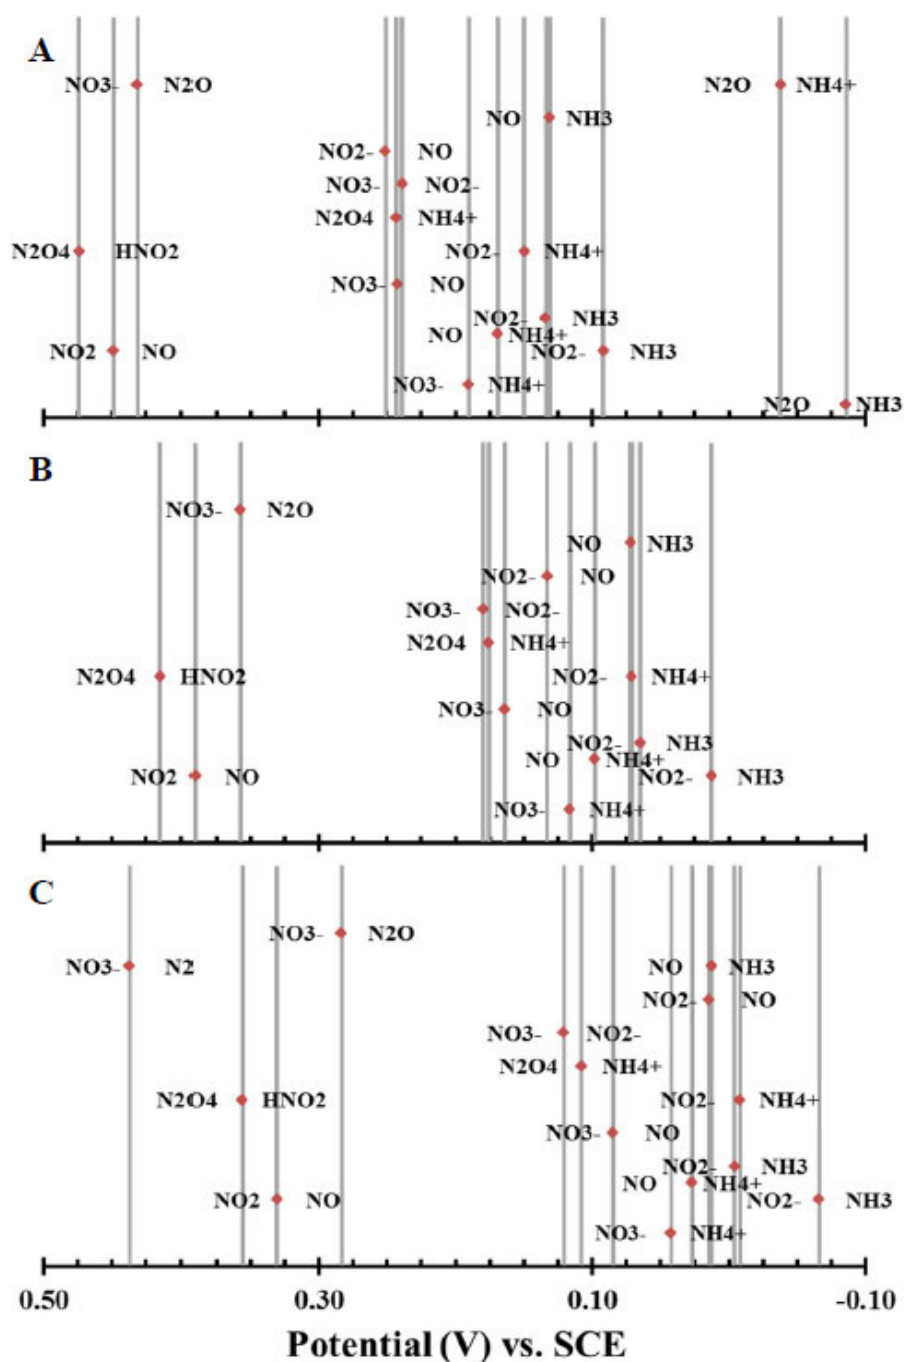 A
NO3- N2O
N2O NH4+
NO NH3
NO2- NO
NO3- NO2-
N2O4 NH4+
N2O4 HNO2
NO2- NH4+
NO3- NO
NO2- NH3
NO NH4+
NO2 NO
NO2- NH3
NO3- NH4+
N2O NH3
B
NO3- N2O
NO NH3
NO2- NO
NO3- NO2-
N2O4 NH4+
N2O4 HNO2
NO2- NH4+
NO3- NO
NO2- NH3
NO NH4+
NO2 NO
NO2- NH3
NO3- NH4+
C
NO3- N2O
NO3- N2
NO NH3
NO2- NO
NO3- NO2-
N2O4 NH4+
N2O4 HNO2
NO2- NH4+
NO3- NO
NO2- NH3
NO NH4+
NO2 NO
NO2- NH3
NO3- NH4+
0.50 0.30 0.10 -0.10
Potential (V) vs. SCE